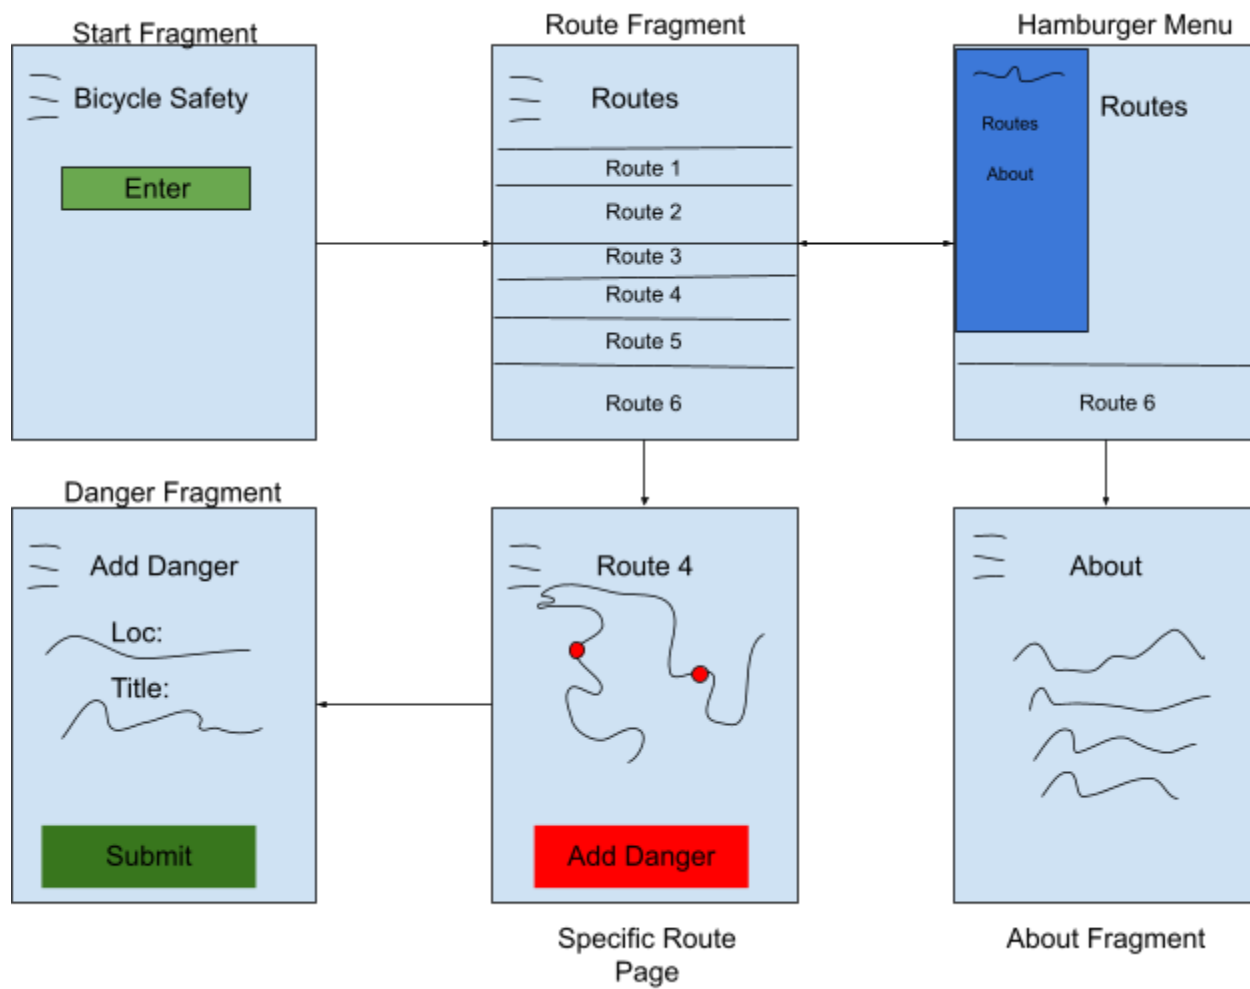 Start Fragment
Bicycle Safety
Enter
Route Fragment
Routes
Route 1
Route 2
Route 3
Route 4
Route 5
Route 6
Hamburger Menu
Routes
Routes
About
Route 6
Danger Fragment
Add Danger
Loc:
Title:
Submit
Route 4
Add Danger
Specific Route
Page
About
About Fragment